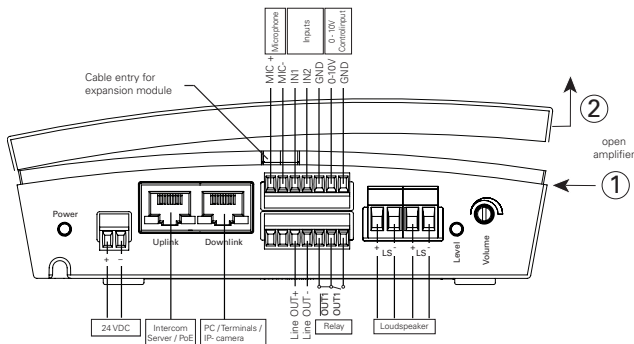 Microphone
Inputs
0 - 10V
Controlinput
MIC +
MIC-
IN1
IN2
GND
0-10V
GND
Cable entry for
expansion module
2
open
amplifier
1
Power
Uplink
Downlink
+ LS -
+ LS -
Level
Volume
+ −
24 VDC
Intercom
Server / PoE
PC / Terminals /
IP- camera
Line OUT+
Line OUT -
OUT1
OUT1
Relay
Loudspeaker